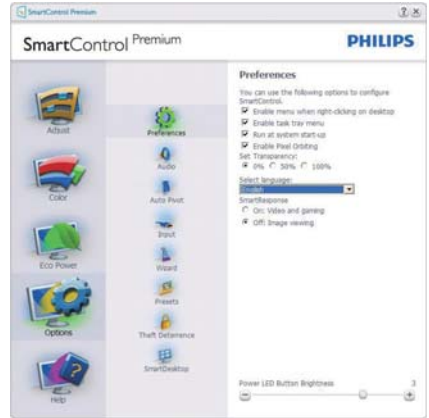 SmartControl Premium
SmartControl Premium
PHILIPS
Adjust
Color
Eco Power
Options
Help
Preferences
Audio
Auto Pivot
Input
Wizard
Presets
Theft Deterrence
SmartDesktop
Preferences
You can use the following options to configure
SmartControl.
Enable menu when right-clicking on desktop
Enable task tray menu
Run at system start-up
Enable Pixel Orbiting
Set Transparency:
0% 50% 100%
Select language:
English
SmartResponse
On: Video and gaming
Off: Image viewing
Power LED Button Brightness 3